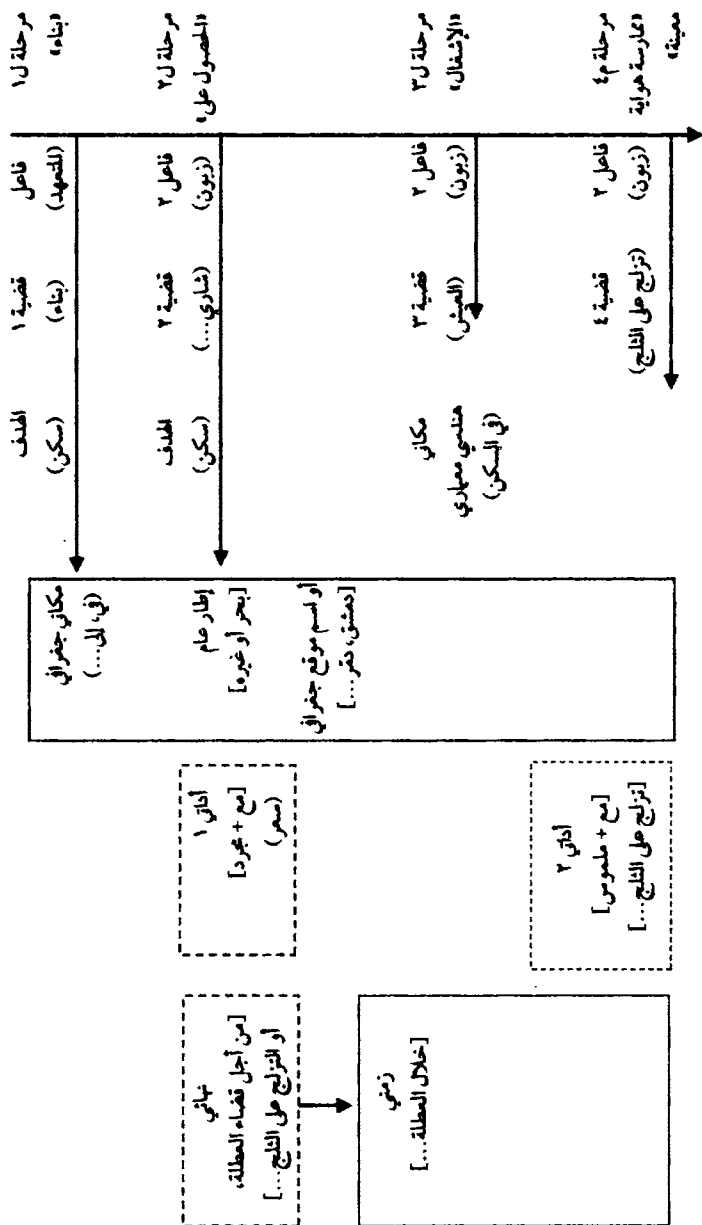 مرحلة ل١
«بناء»
فاعل
(المتعهد)
قضية ١
(بناء)
الهدف
(سكن)
مكاني جغرافي
(في، إلى...)
مرحلة ل٢
«الحصول على»
فاعل ٢
(زبون)
قضية ٢
(شاري...)
الهدف
(سكن)
إطار عام
[بحر أو غيره]
أو اسم موقع جغرافي
[دمشق، دمر...]
أداتي ١
[مع + مجرد]
(سعر)
نهائي
[من أجل قضاء العطلة،
أو التزلج على الثلج...]
مرحلة ل٣
«الإشغال»
فاعل ٢
(زبون)
قضية ٣
(العيش)
مكاني
هندسي معماري
(في السكن)
زمني
[خلال العطلة...]
مرحلة م٤
«ممارسة هواية
معينة»
فاعل ٢
(زبون)
قضية ٤
(تزلج على الثلج)
أداتي ٢
[مع + ملموس]
[تزلج على الثلج...]